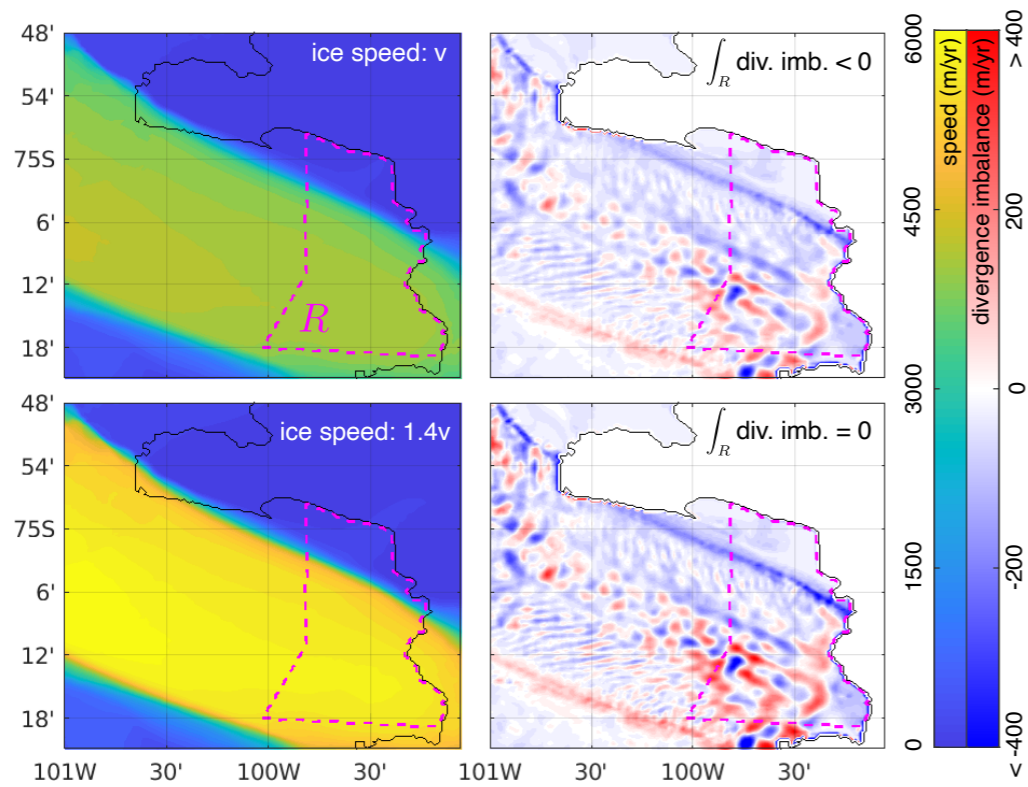 48'
54'
75S
6'
12'
18'
ice speed: v
R
∫R div. imb. < 0
48'
54'
75S
6'
12'
18'
ice speed: 1.4v
∫R div. imb. = 0
101W 30' 100W 30'
101W 30' 100W 30'
6000
4500
3000
1500
0
speed (m/yr)
divergence imbalance (m/yr)
> 400
200
0
-200
< -400